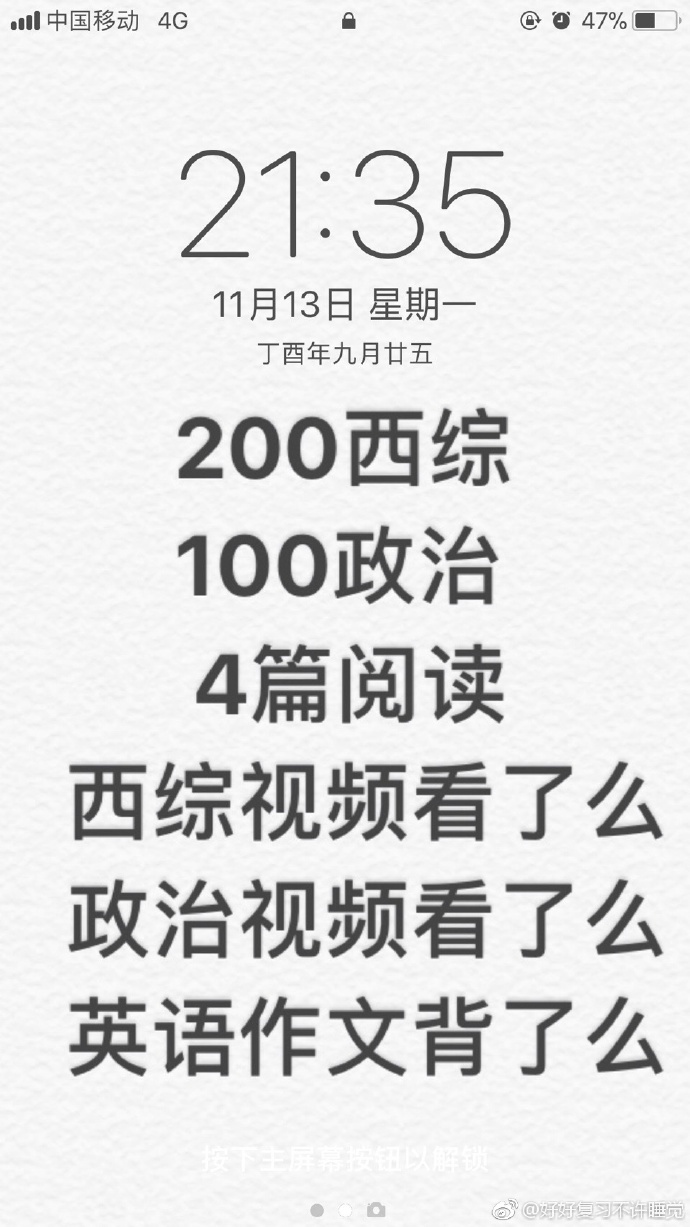 中国移动 4G 47%
21:35
11月13日 星期一
丁酉年九月廿五
200西综
100政治
4篇阅读
西综视频看了么
政治视频看了么
英语作文背了么
按下主屏幕按钮以解锁
@好好复习不许睡觉